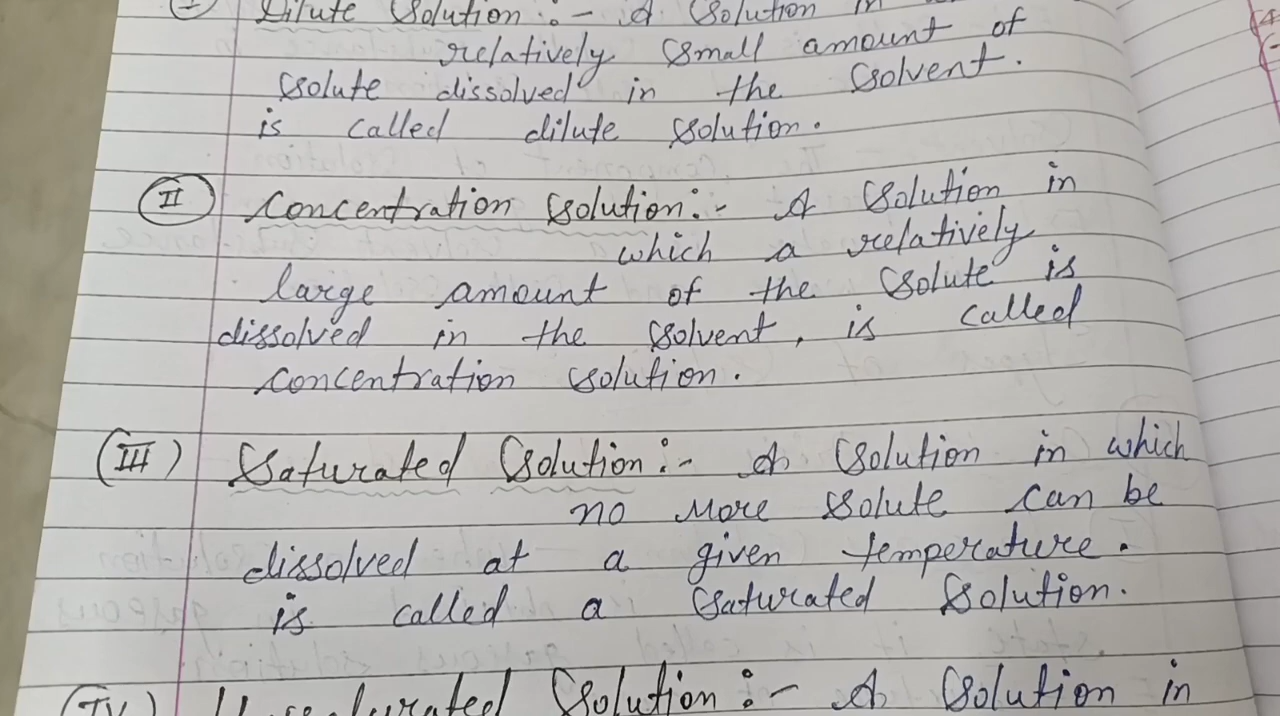 I Dilute Solution :- A Solution in
relatively Small amount of
Solute dissolved in the Solvent.
is called dilute Solution.
II Concentration Solution :- A Solution in
which a relatively
large amount of the Solute is
dissolved in the Solvent, is called
Concentration Solution.
(III) Saturated Solution :- A Solution in which
no More Solute Can be
dissolved at a given temperature.
is called a Saturated Solution.
(IV) Unsaturated Solution :- A Solution in